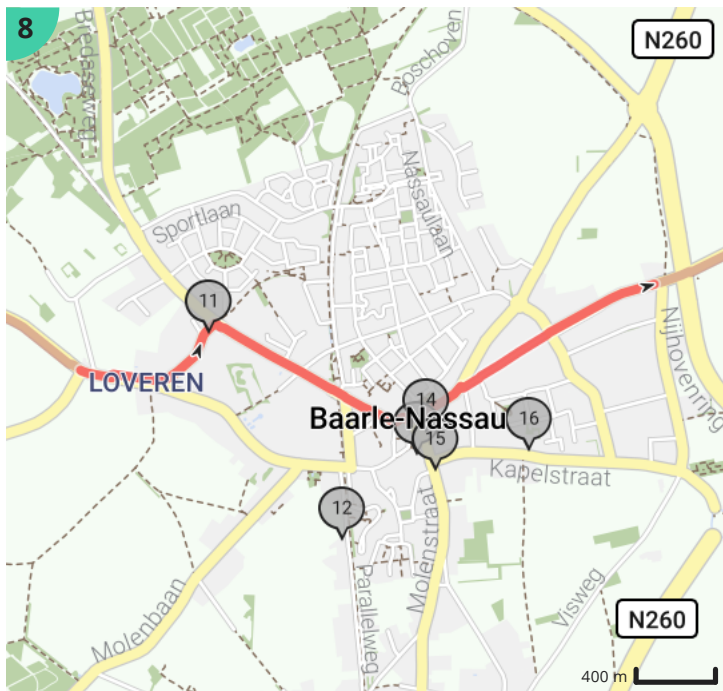 8
N260
Bredaseweg
Boschoven
Nassaulaan
Sportlaan
11
LOVEREN
Nijhovenring
14
Baarle-Nassau
15
16
Kapelstraat
12
Molenstraat
Parallelweg
Molenbaan
Visweg
N260
400 m